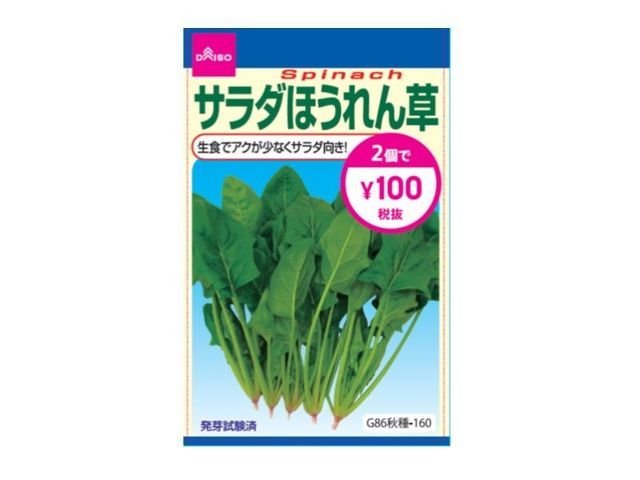 DAISO
Spinach
サラダほうれん草
生食でアクが少なくサラダ向き!
2個で
¥100
税抜
発芽試験済
G86秋種-160